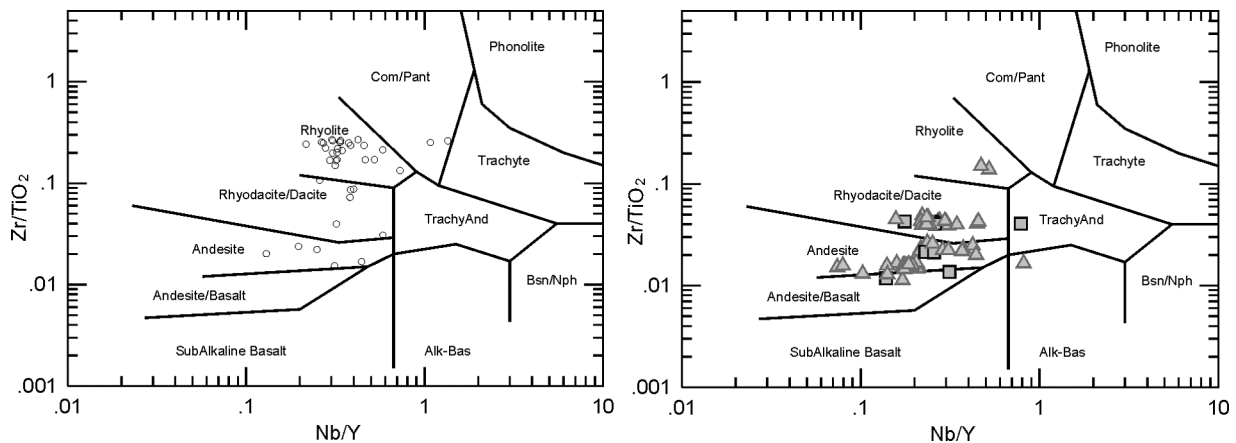 Phonolite
Com/Pant
1
Rhyolite
Trachyte
.1
Rhyodacite/Dacite
TrachyAnd
Andesite
.01
Bsn/Nph
Andesite/Basalt
SubAlkaline Basalt
Alk-Bas
.001
.01
.1
1
10
Zr/TiO2
Nb/Y
Phonolite
Com/Pant
1
Rhyolite
Trachyte
.1
Rhyodacite/Dacite
TrachyAnd
Andesite
.01
Bsn/Nph
Andesite/Basalt
SubAlkaline Basalt
Alk-Bas
.001
.01
.1
1
10
Zr/TiO2
Nb/Y